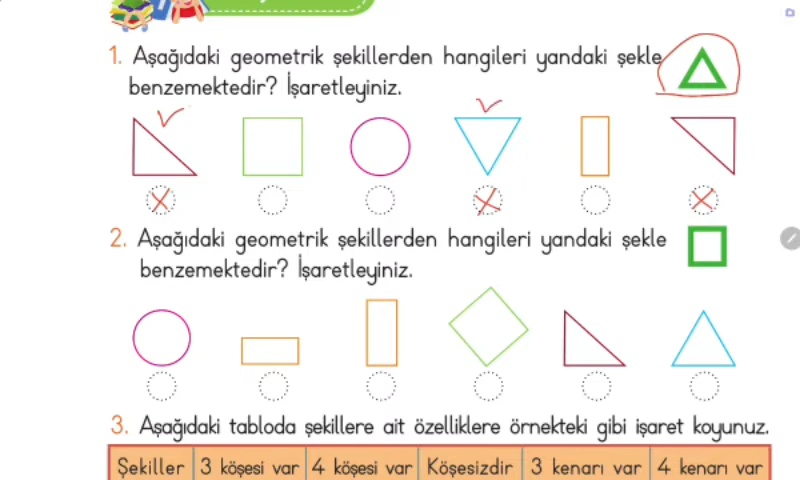 1. Aşağıdaki geometrik şekillerden hangileri yandaki şekle
benzemektedir? İşaretleyiniz.
2. Aşağıdaki geometrik şekillerden hangileri yandaki şekle
benzemektedir? İşaretleyiniz.
3. Aşağıdaki tabloda şekillere ait özelliklere örnekteki gibi işaret koyunuz.
Şekiller 3 köşesi var 4 köşesi var Köşesizdir 3 kenarı var 4 kenarı var